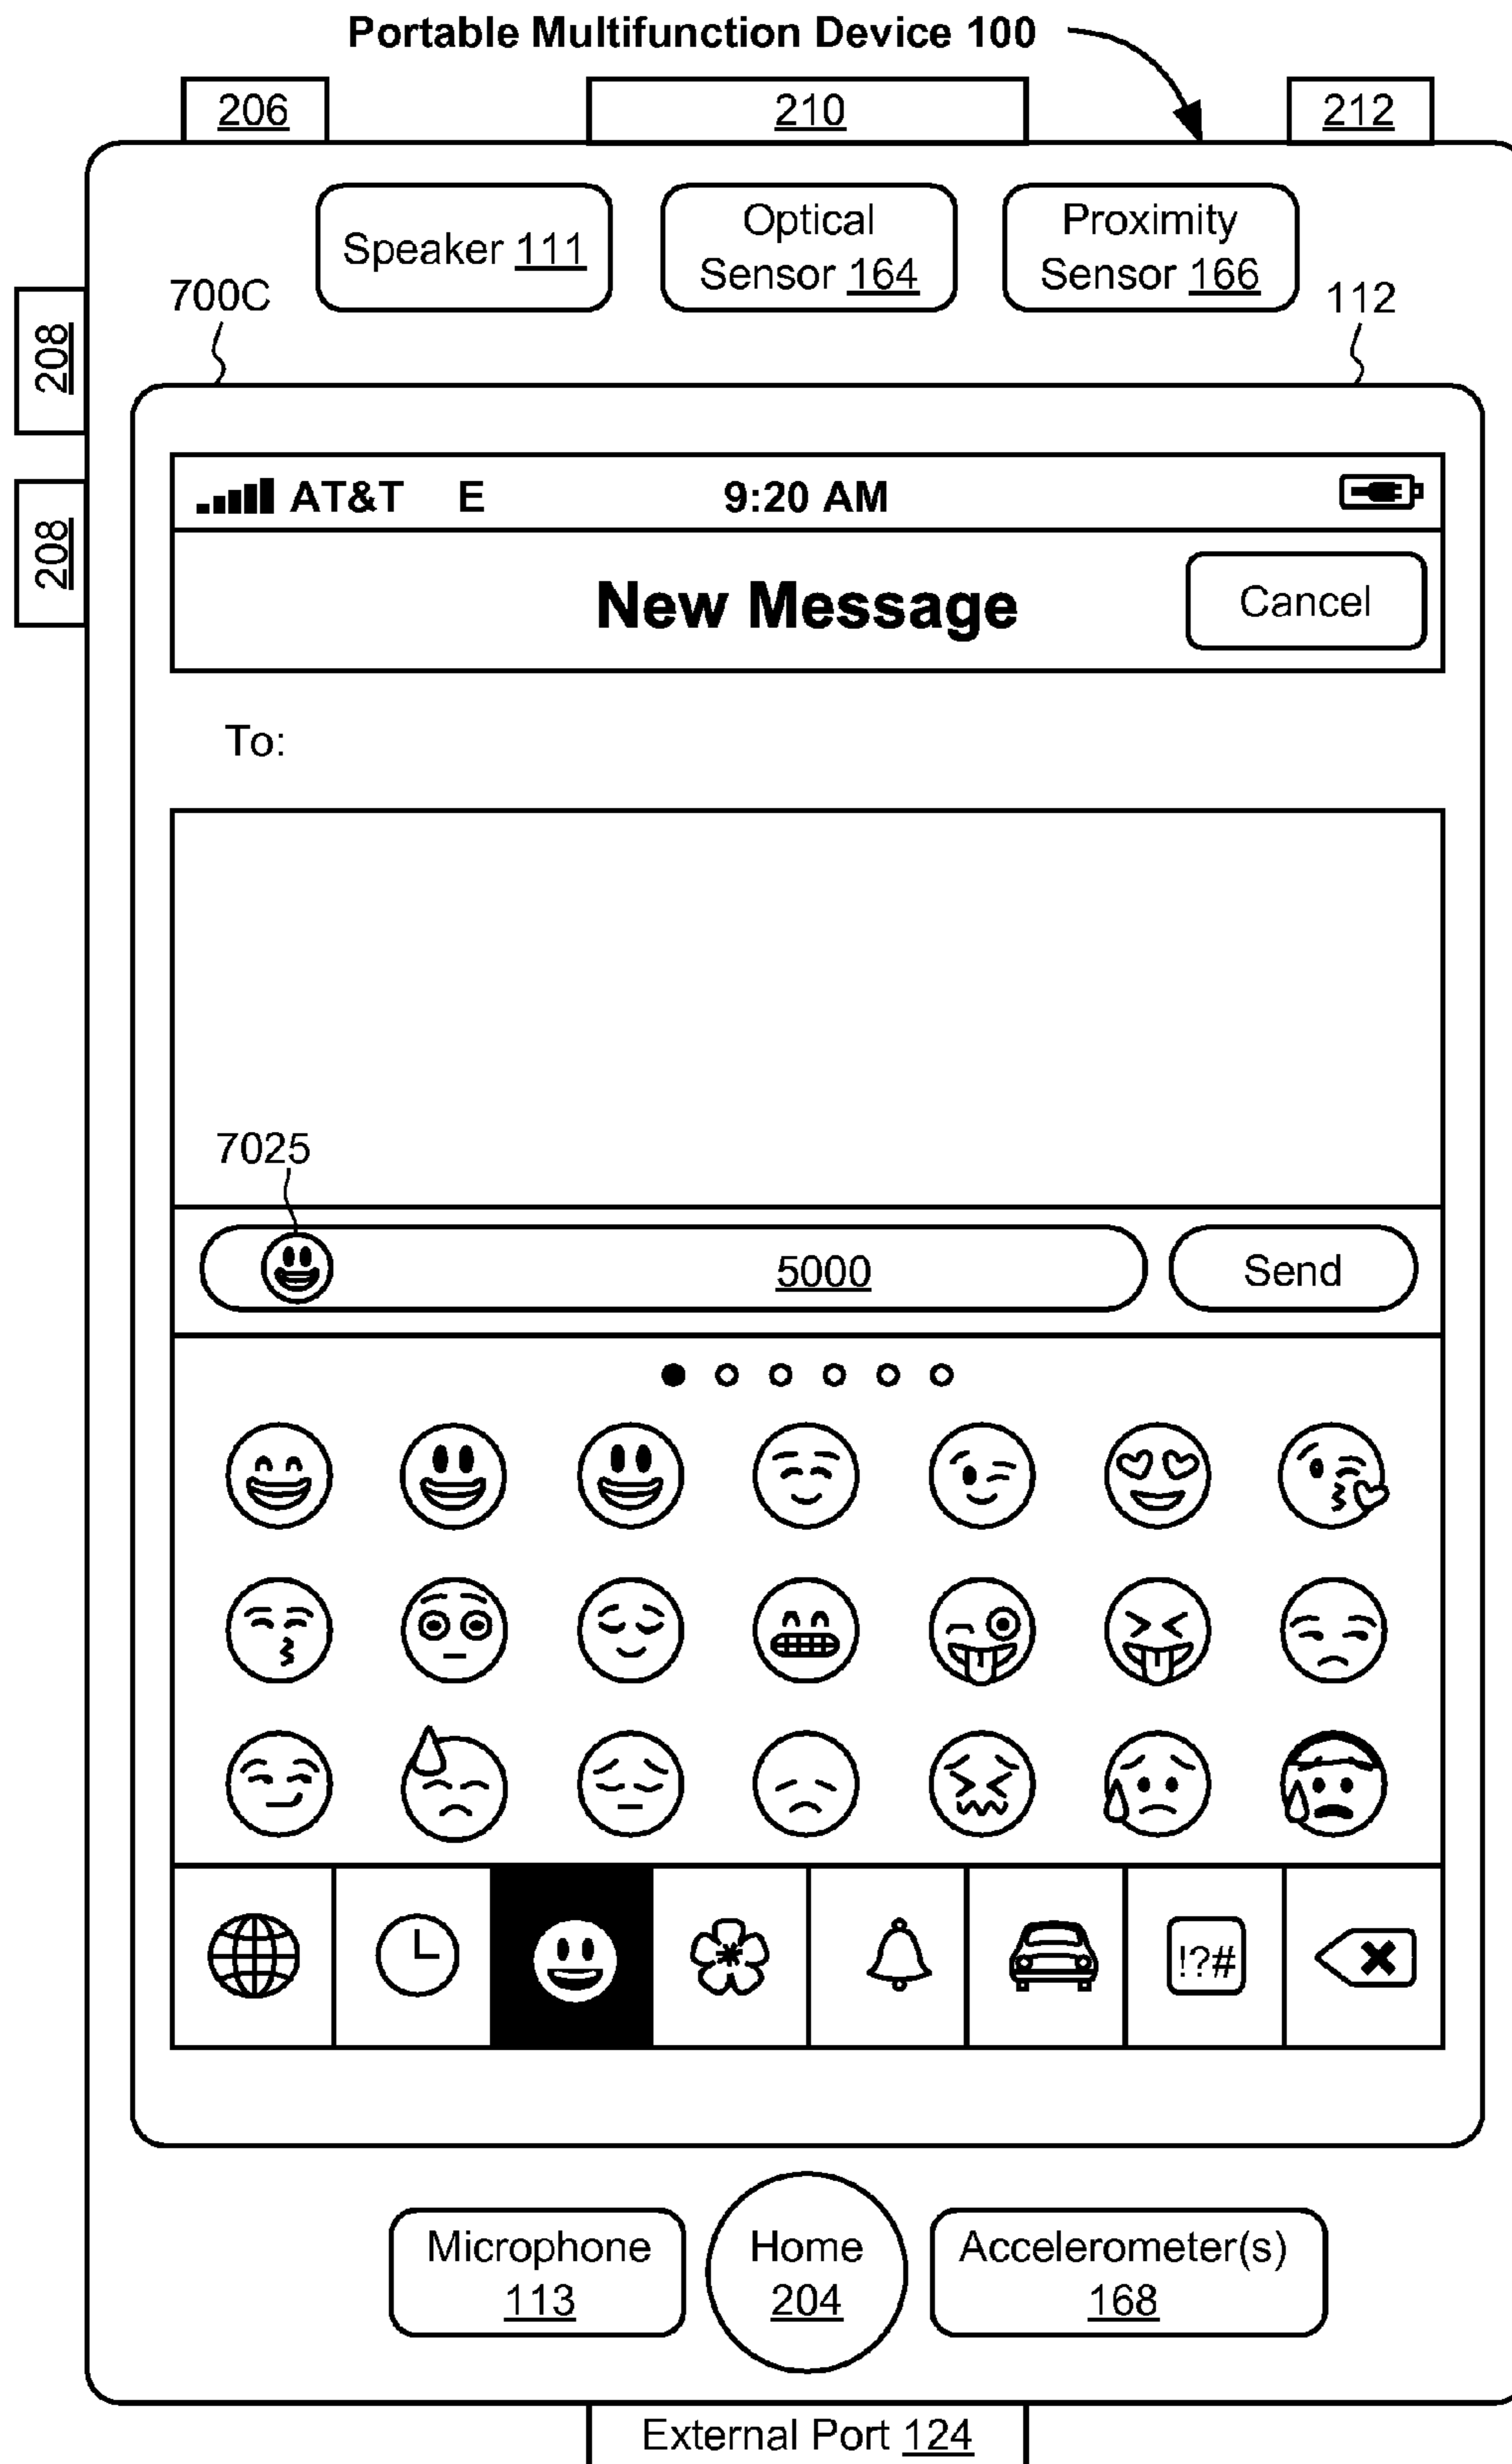 Portable Multifunction Device 100
206
210
212
Speaker 111
Optical
Sensor 164
Proximity
Sensor 166
208
700C
112
208
AT&T E 9:20 AM
New Message
Cancel
To:
7025
5000
Send
!?#
Microphone
113
Home
204
Accelerometer(s)
168
External Port 124